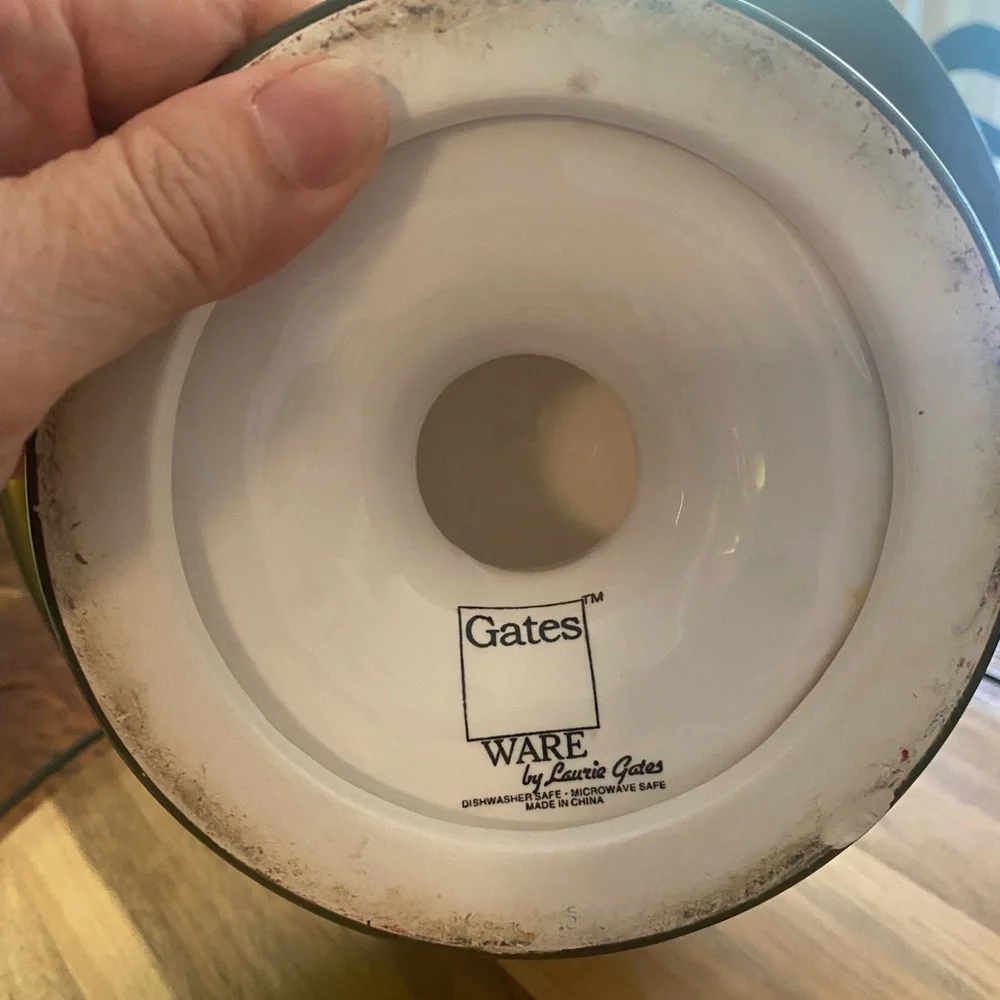 Gates™
WARE
by Laurie Gates
DISHWASHER SAFE · MICROWAVE SAFE
MADE IN CHINA